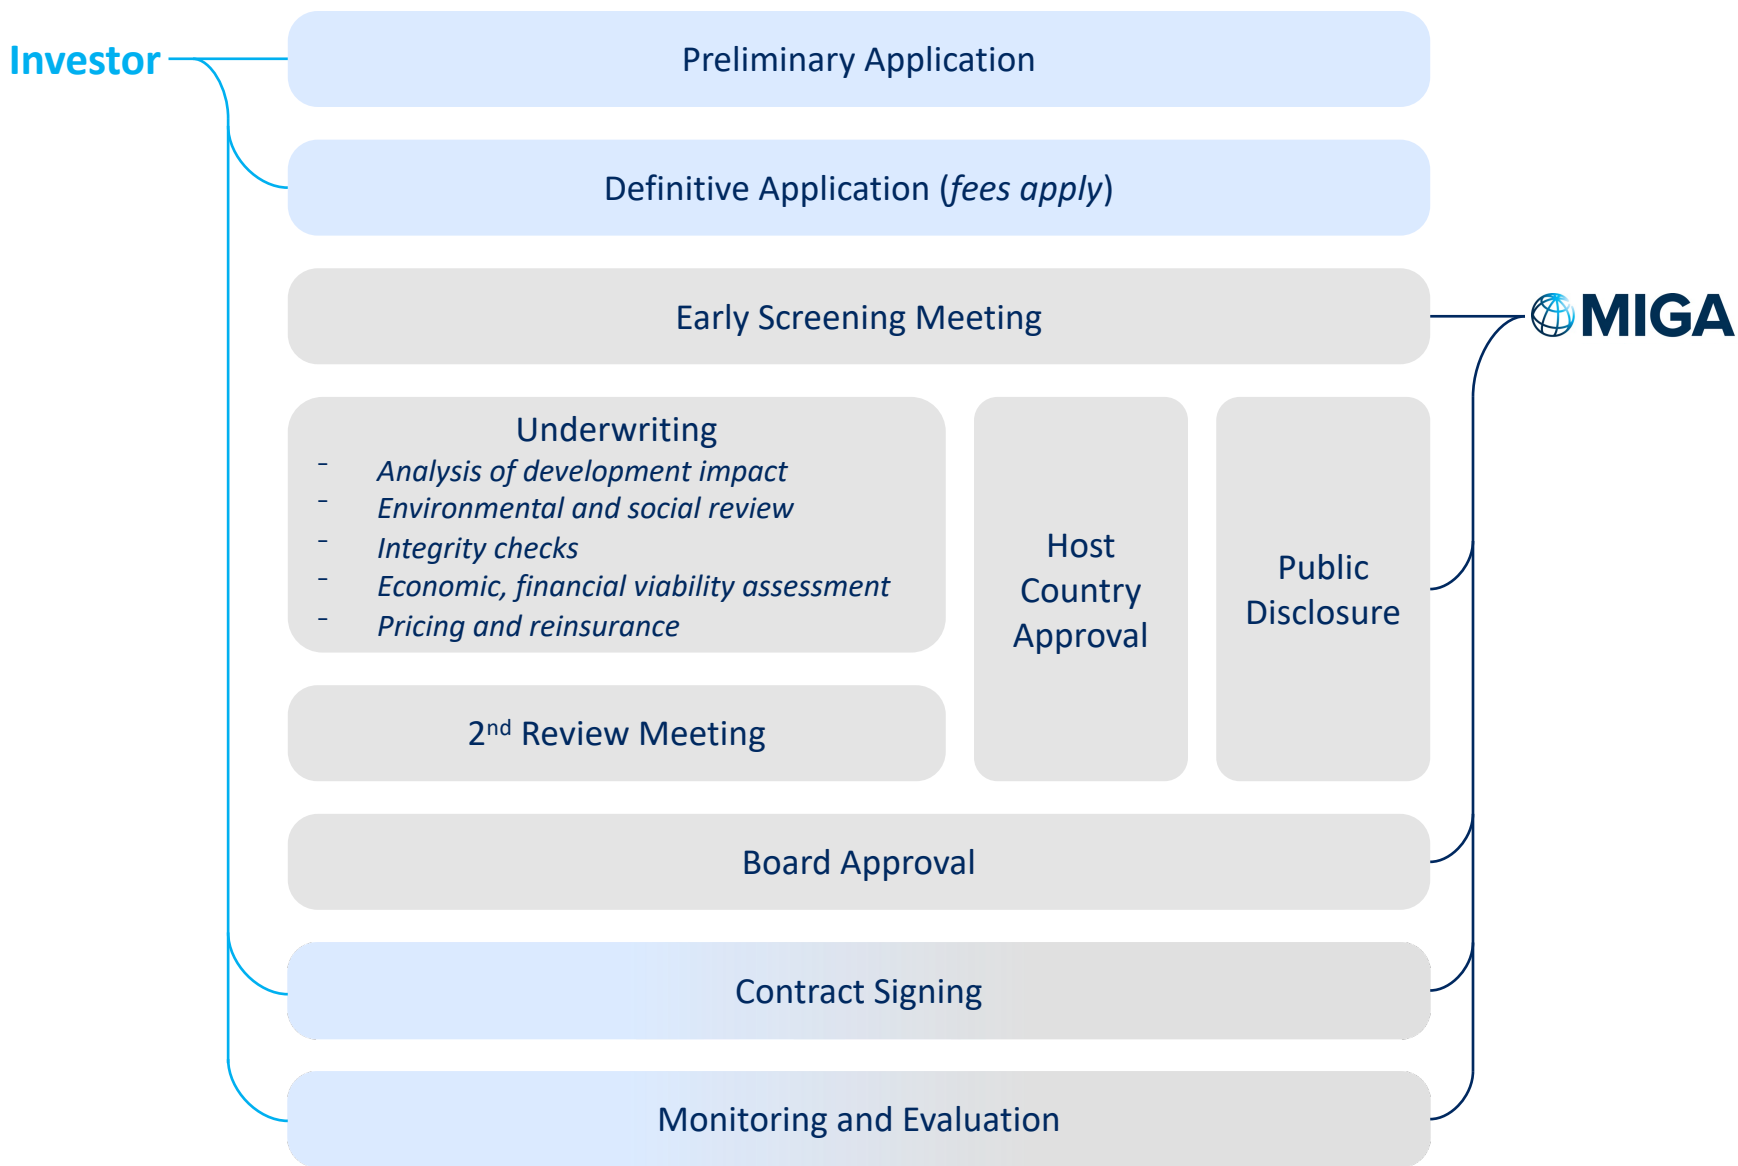 Investor
Preliminary Application
Definitive Application (fees apply)
Early Screening Meeting
MIGA
Underwriting
- Analysis of development impact
- Environmental and social review
- Integrity checks
- Economic, financial viability assessment
- Pricing and reinsurance
Host
Country
Approval
Public
Disclosure
2nd Review Meeting
Board Approval
Contract Signing
Monitoring and Evaluation